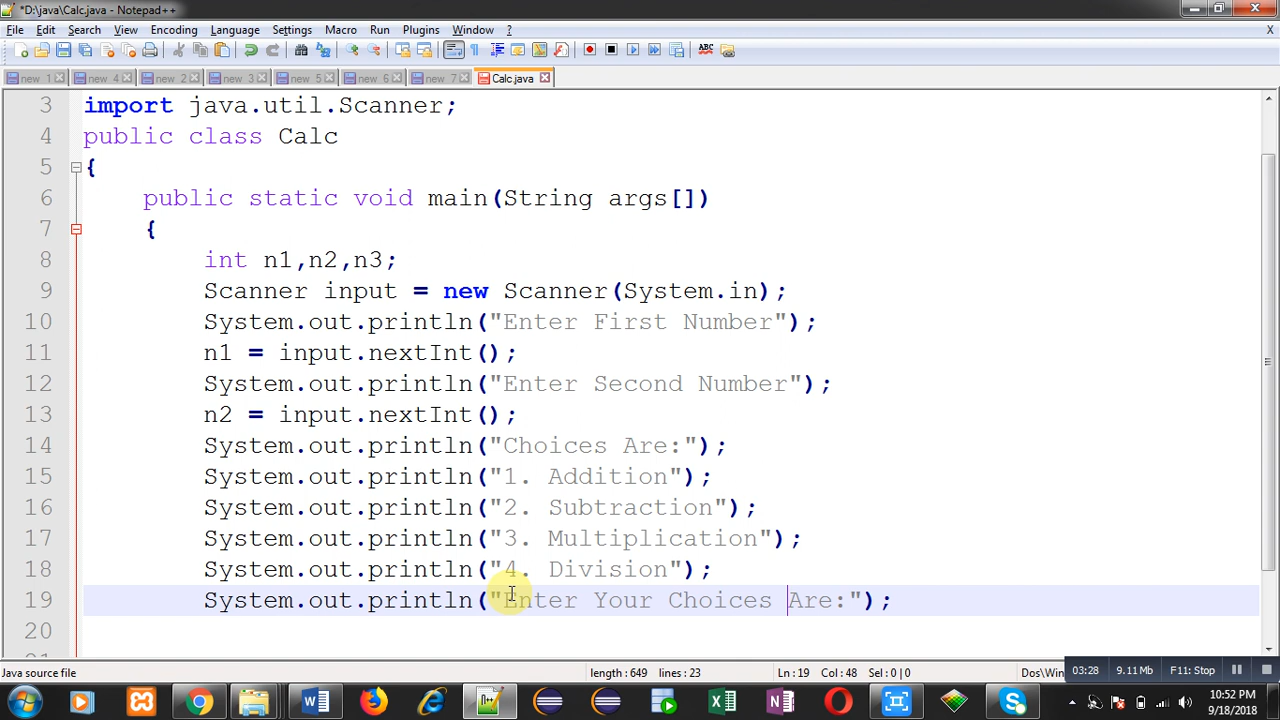 *D:\java\Calc.java - Notepad++
File Edit Search View Encoding Language Settings Macro Run Plugins Window ? X
new 1 new 4 new 2 new 3 new 5 new 6 new 7 Calc.java
3 import java.util.Scanner;
4 public class Calc
5 {
6 public static void main(String args[])
7 {
8 int n1,n2,n3;
9 Scanner input = new Scanner(System.in);
10 System.out.println("Enter First Number");
11 n1 = input.nextInt();
12 System.out.println("Enter Second Number");
13 n2 = input.nextInt();
14 System.out.println("Choices Are:");
15 System.out.println("1. Addition");
16 System.out.println("2. Subtraction");
17 System.out.println("3. Multiplication");
18 System.out.println("4. Division");
19 System.out.println("Enter Your Choices Are:");
20
Java source file length : 649 lines : 23 Ln : 19 Col : 48 Sel : 0 | 0 Dos\Win 03:28 9.11 Mb F11: Stop
10:52 PM
9/18/2018